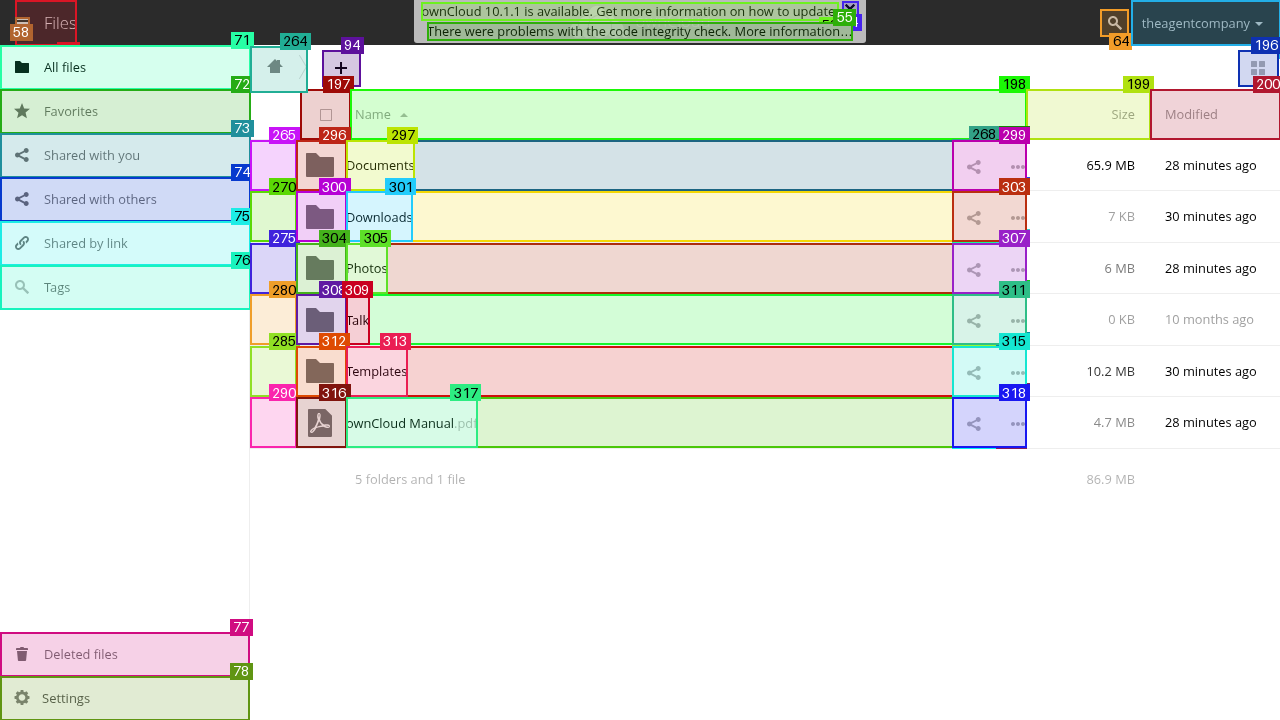 Files
ownCloud 10.1.1 is available. Get more information on how to update
There were problems with the code integrity check. More information...
theagentcompany
58
55
64
71
264
94
196
All files
72
197
198
199
200
Favorites
Name
Size
Modified
73
265
296
297
268
299
Shared with you
Documents
65.9 MB
28 minutes ago
74
270
300
301
303
Shared with others
Downloads
7 KB
30 minutes ago
75
275
304
305
307
Shared by link
Photos
6 MB
28 minutes ago
76
280
308
309
311
Tags
Talk
0 KB
10 months ago
285
312
313
315
Templates
10.2 MB
30 minutes ago
290
316
317
318
ownCloud Manual.pdf
4.7 MB
28 minutes ago
5 folders and 1 file
86.9 MB
77
Deleted files
78
Settings